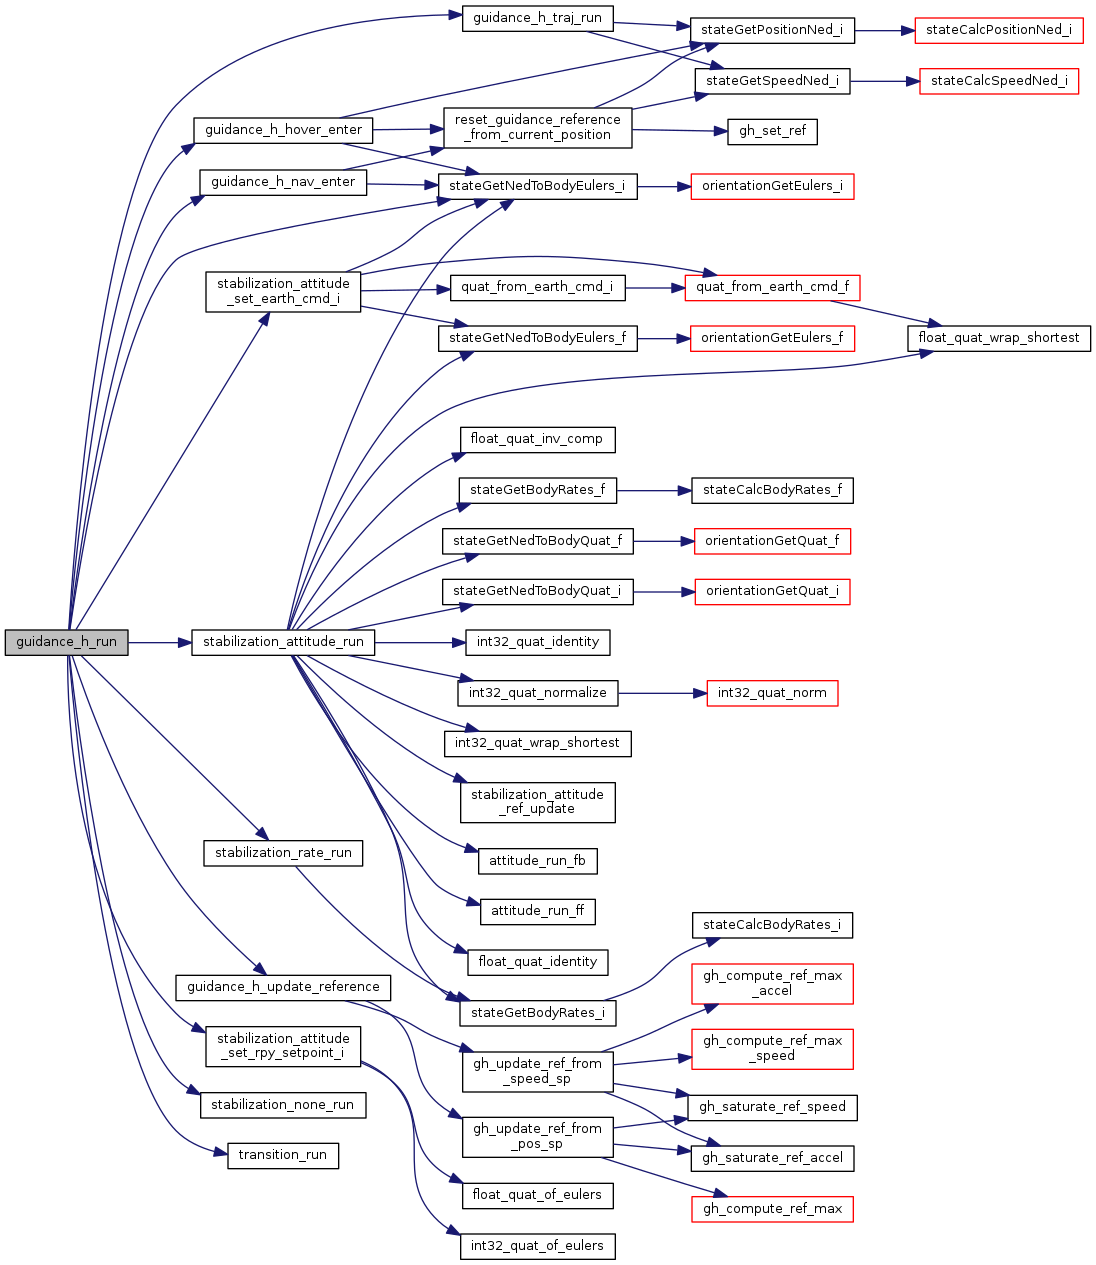 guidance_h_traj_run
stateGetPositionNed_i
stateCalcPositionNed_i
stateGetSpeedNed_i
stateCalcSpeedNed_i
guidance_h_hover_enter
reset_guidance_reference
_from_current_position
gh_set_ref
guidance_h_nav_enter
stateGetNedToBodyEulers_i
orientationGetEulers_i
stabilization_attitude
_set_earth_cmd_i
quat_from_earth_cmd_i
quat_from_earth_cmd_f
stateGetNedToBodyEulers_f
orientationGetEulers_f
float_quat_wrap_shortest
float_quat_inv_comp
stateGetBodyRates_f
stateCalcBodyRates_f
stateGetNedToBodyQuat_f
orientationGetQuat_f
stateGetNedToBodyQuat_i
orientationGetQuat_i
guidance_h_run
stabilization_attitude_run
int32_quat_identity
int32_quat_normalize
int32_quat_norm
int32_quat_wrap_shortest
stabilization_attitude
_ref_update
stabilization_rate_run
attitude_run_fb
attitude_run_ff
stateCalcBodyRates_i
float_quat_identity
guidance_h_update_reference
gh_compute_ref_max
_accel
stateGetBodyRates_i
stabilization_attitude
_set_rpy_setpoint_i
gh_compute_ref_max
_speed
gh_update_ref_from
_speed_sp
stabilization_none_run
gh_saturate_ref_speed
gh_update_ref_from
_pos_sp
transition_run
gh_saturate_ref_accel
float_quat_of_eulers
gh_compute_ref_max
int32_quat_of_eulers